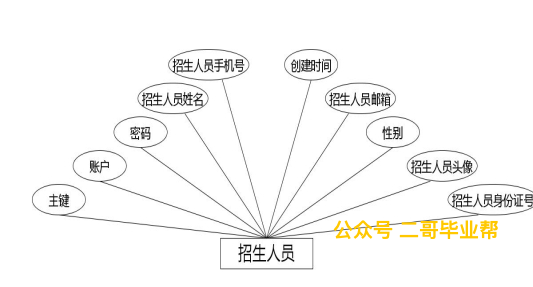 招生人员手机号
创建时间
招生人员姓名
招生人员邮箱
密码
性别
账户
招生人员头像
主键
招生人员身份证号
公众号 二哥毕业帮
招生人员